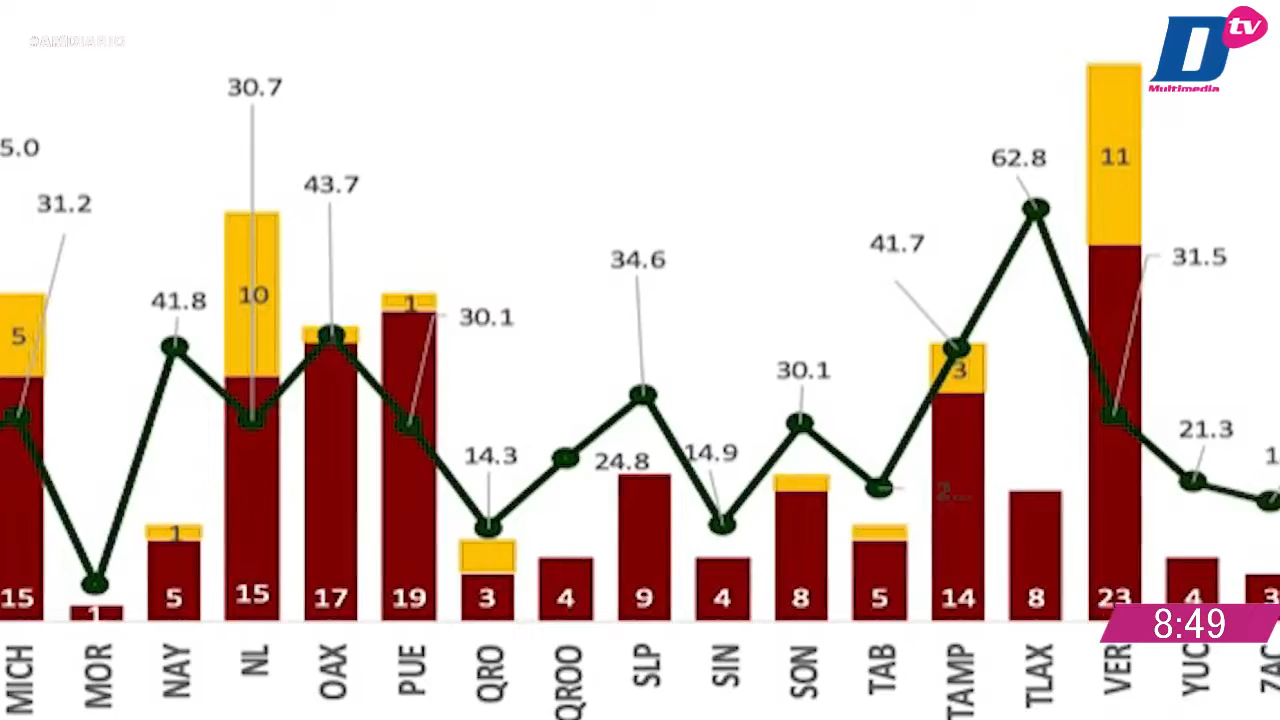 D tv
Multimedia
30.7
5.0
31.2
43.7
62.8
11
41.7
34.6
31.5
10
41.8
1
30.1
5
1
30.1
3
14.3
24.8
14.9
21.3
15
1
5
15
17
19
3
4
9
4
8
5
14
8
23
4
3
8:49
MICH
MOR
NAY
NL
OAX
PUE
QRO
QROO
SLP
SIN
SON
TAB
TAMP
TLAX
VER
YUC
ZAC